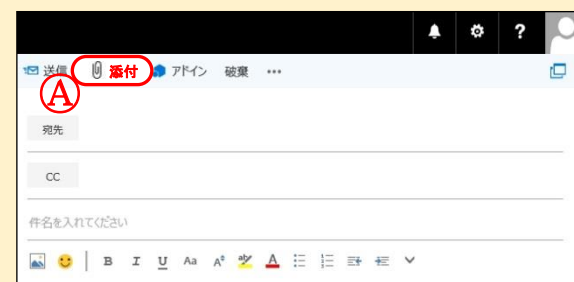 送信 添付 アドイン 破棄 •••
Ⓐ
宛先
CC
件名を入れてください
B I U Aa A ab A